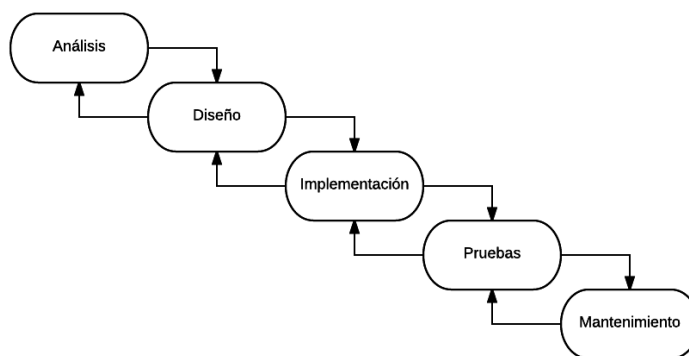 Análisis
Diseño
Implementación
Pruebas
Mantenimiento